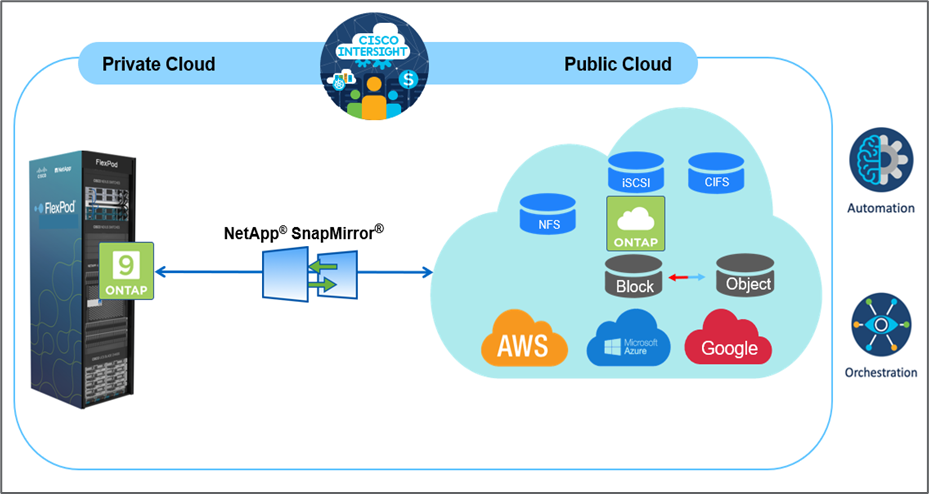 Private Cloud
CISCO
INTERSIGHT
$
Public Cloud
CISCO
NetApp
FlexPod
FlexPod
9
ONTAP
NetApp® SnapMirror®
iSCSI
CIFS
NFS
ONTAP
Block
Object
AWS
Microsoft
Azure
Google
Automation
Orchestration